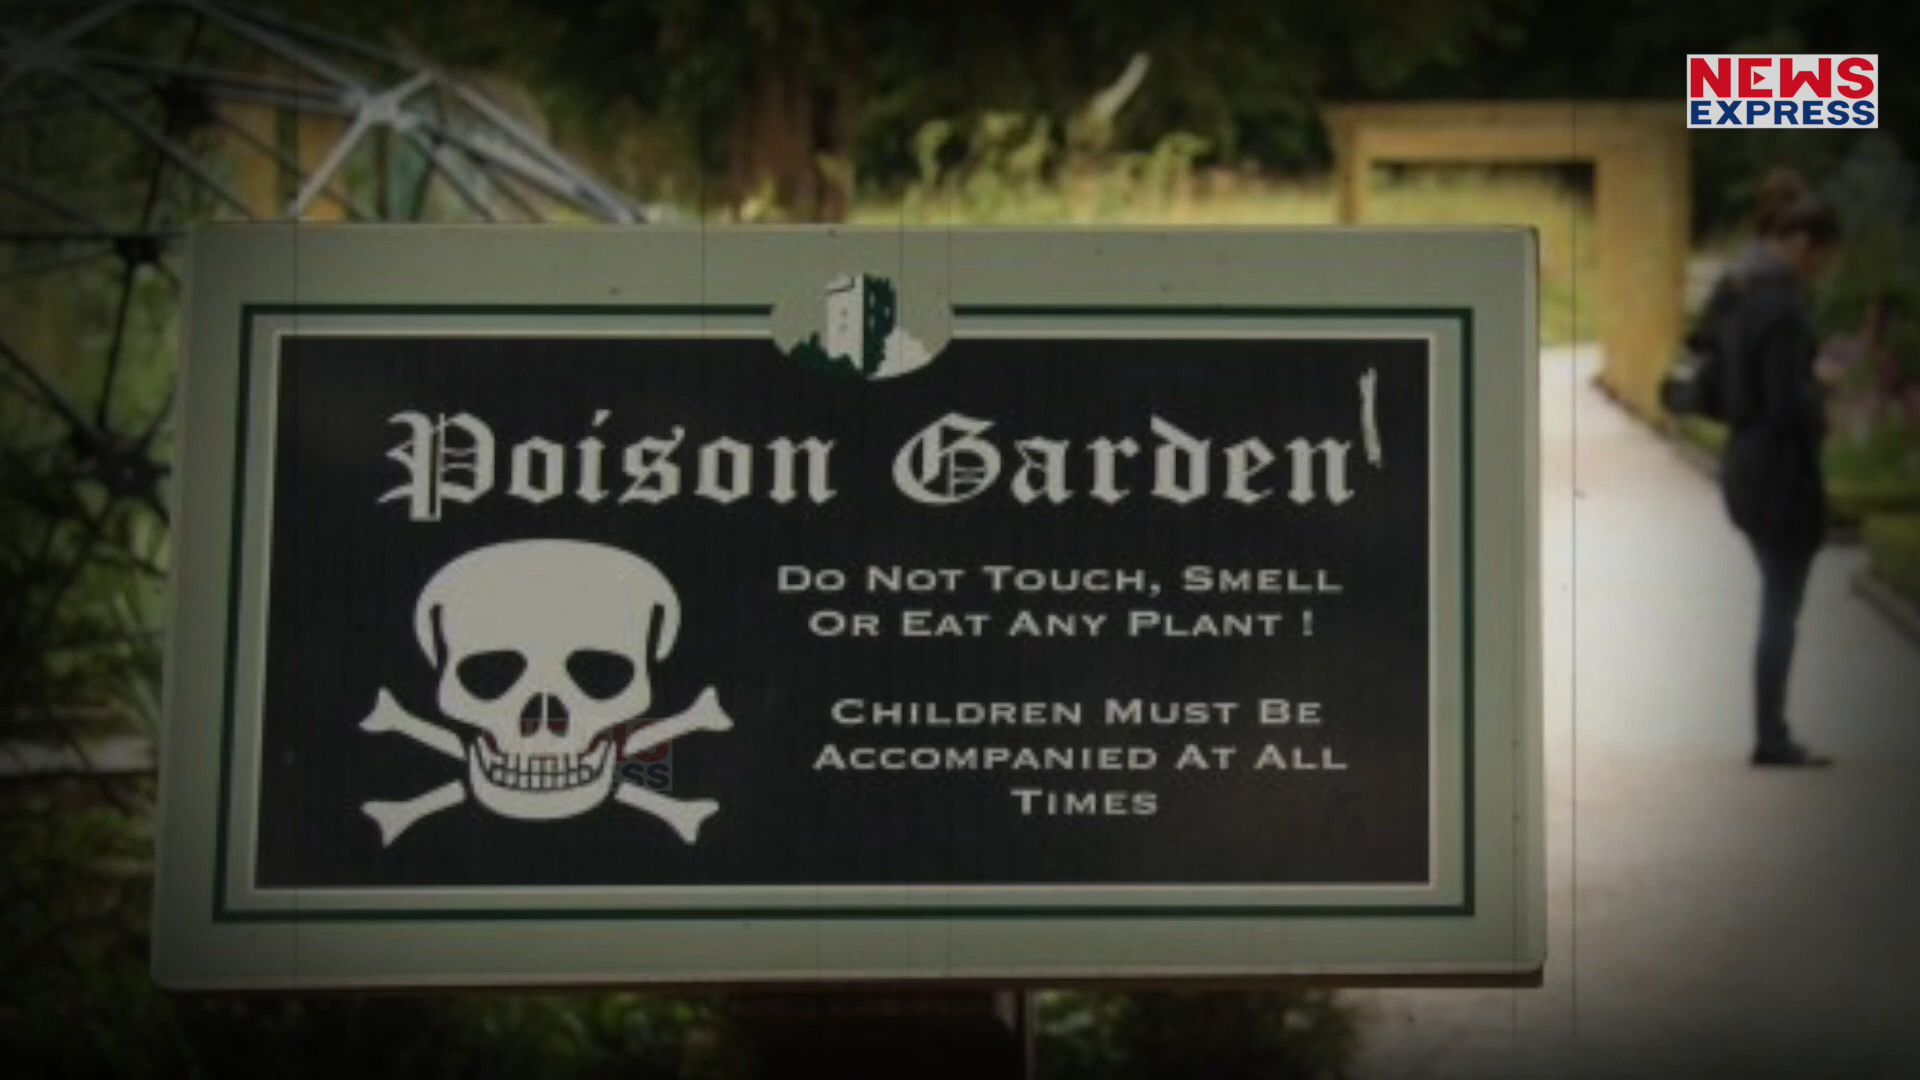 NEWS
EXPRESS
Poison Garden
DO NOT TOUCH, SMELL
OR EAT ANY PLANT !
CHILDREN MUST BE
ACCOMPANIED AT ALL
TIMES